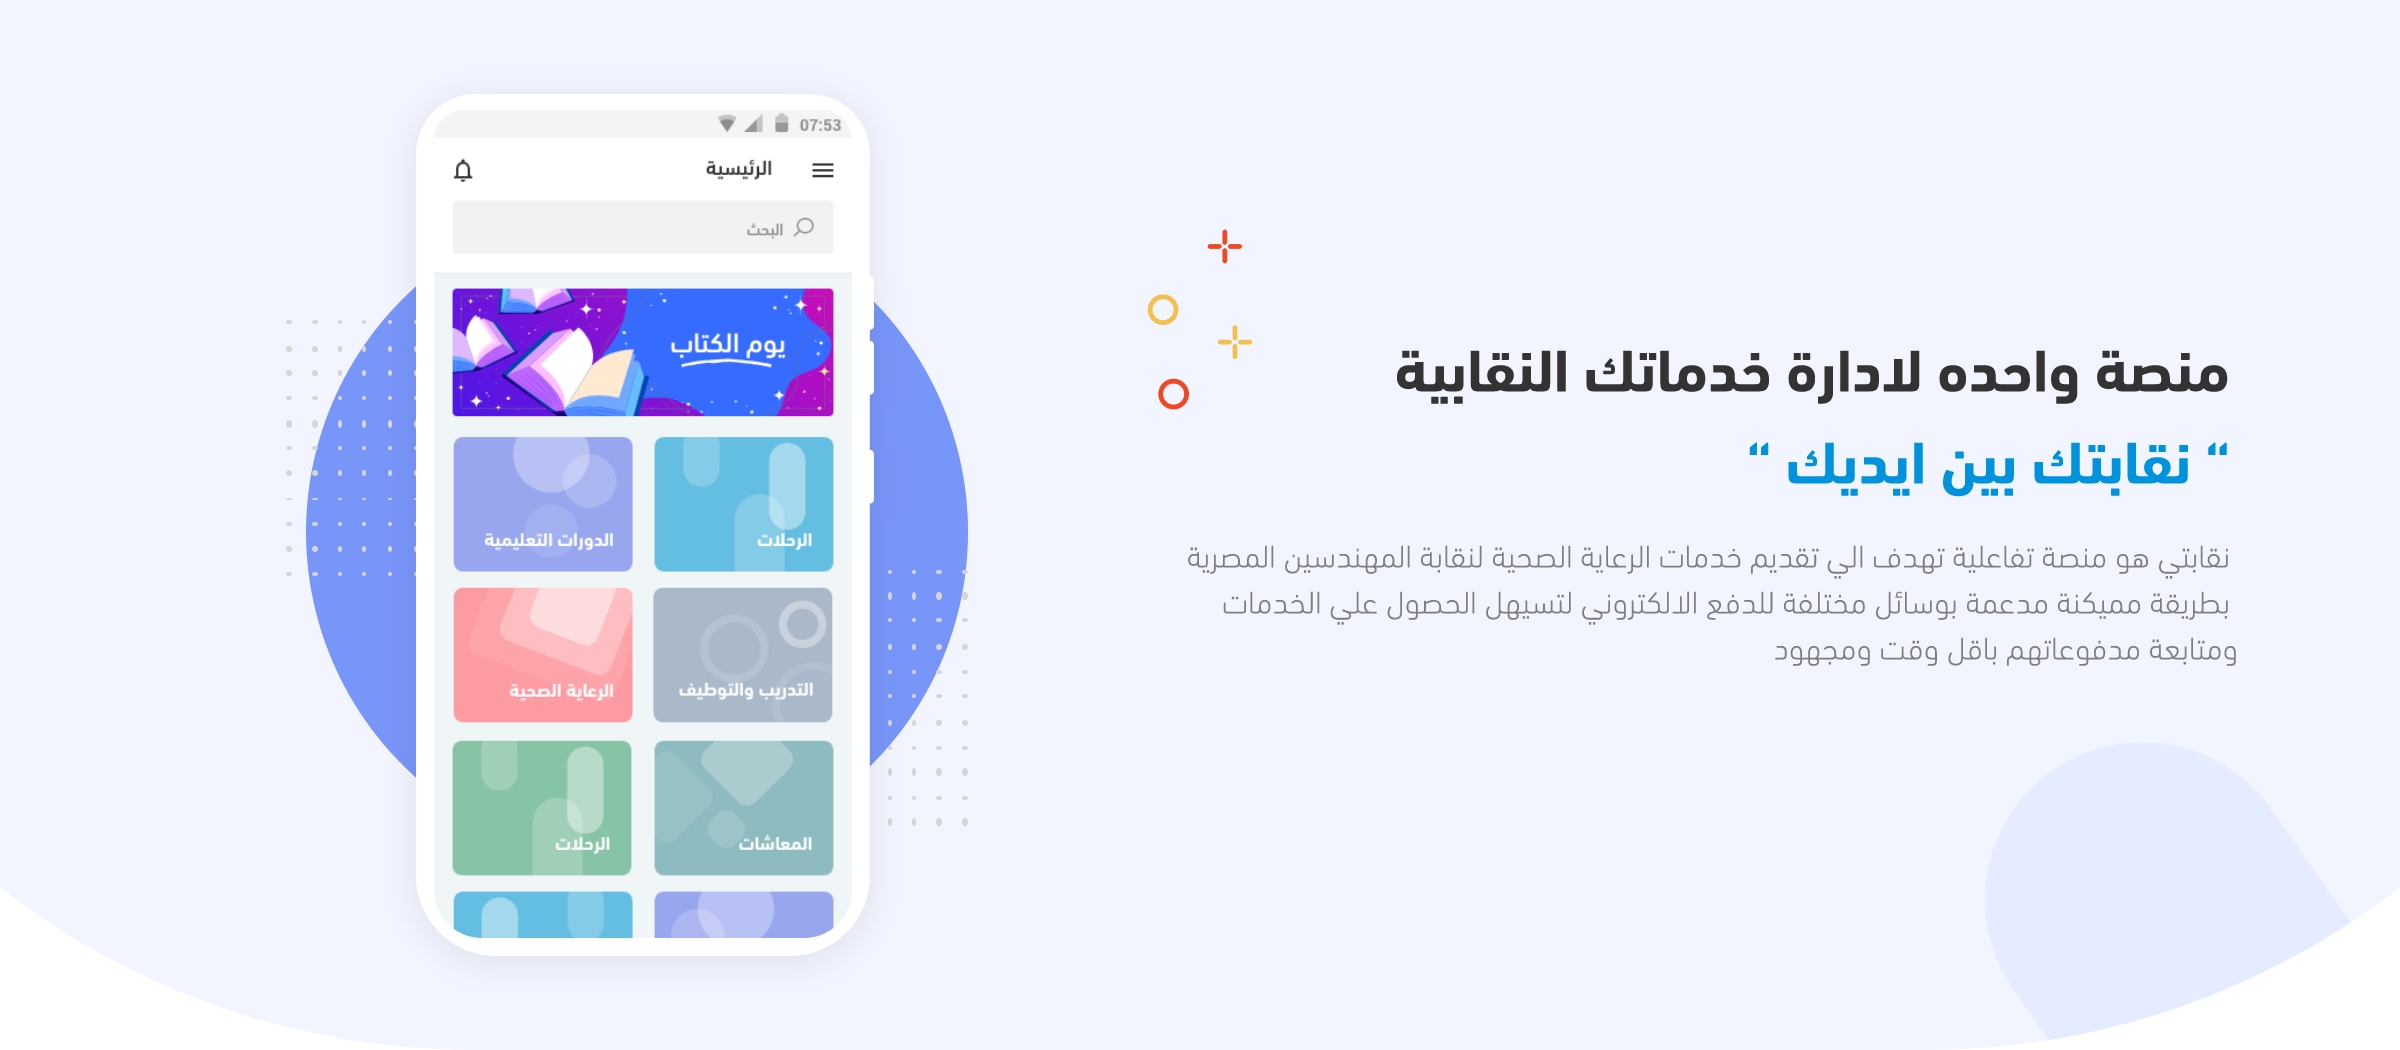 منصة واحده لادارة خدماتك النقابية
“ نقابتك بين ايديك “
نقابتي هو منصة تفاعلية تهدف الي تقديم خدمات الرعاية الصحية لنقابة المهندسين المصرية
بطريقة مميكنة مدعمة بوسائل مختلفة للدفع الالكتروني لتسهل الحصول علي الخدمات
ومتابعة مدفوعاتهم باقل وقت ومجهود
07:53
الرئيسية
البحث
يوم الكتاب
الرحلات
الدورات التعليمية
التدريب والتوظيف
الرعاية الصحية
المعاشات
الرحلات